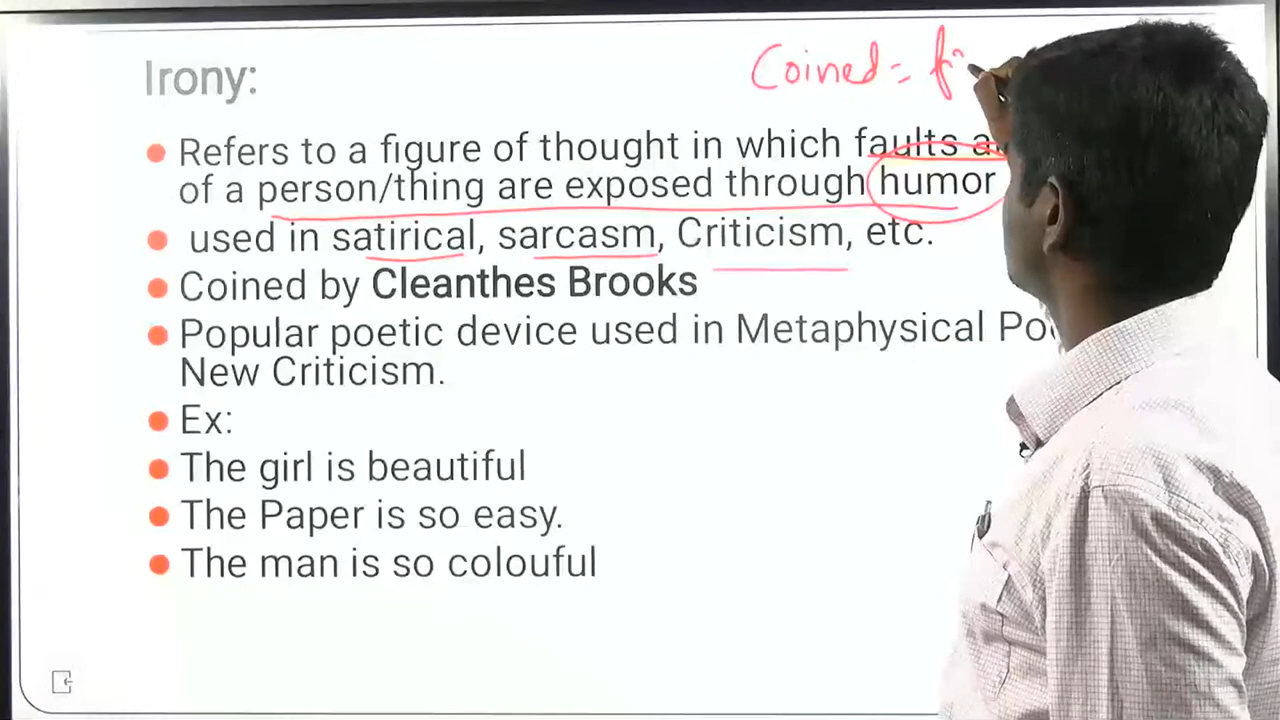 Irony:
Coined =
Refers to a figure of thought in which faults
of a person/thing are exposed through humor
used in satirical, sarcasm, Criticism, etc.
Coined by Cleanthes Brooks
Popular poetic device used in Metaphysical
New Criticism.
Ex:
The girl is beautiful
The Paper is so easy.
The man is so colouful